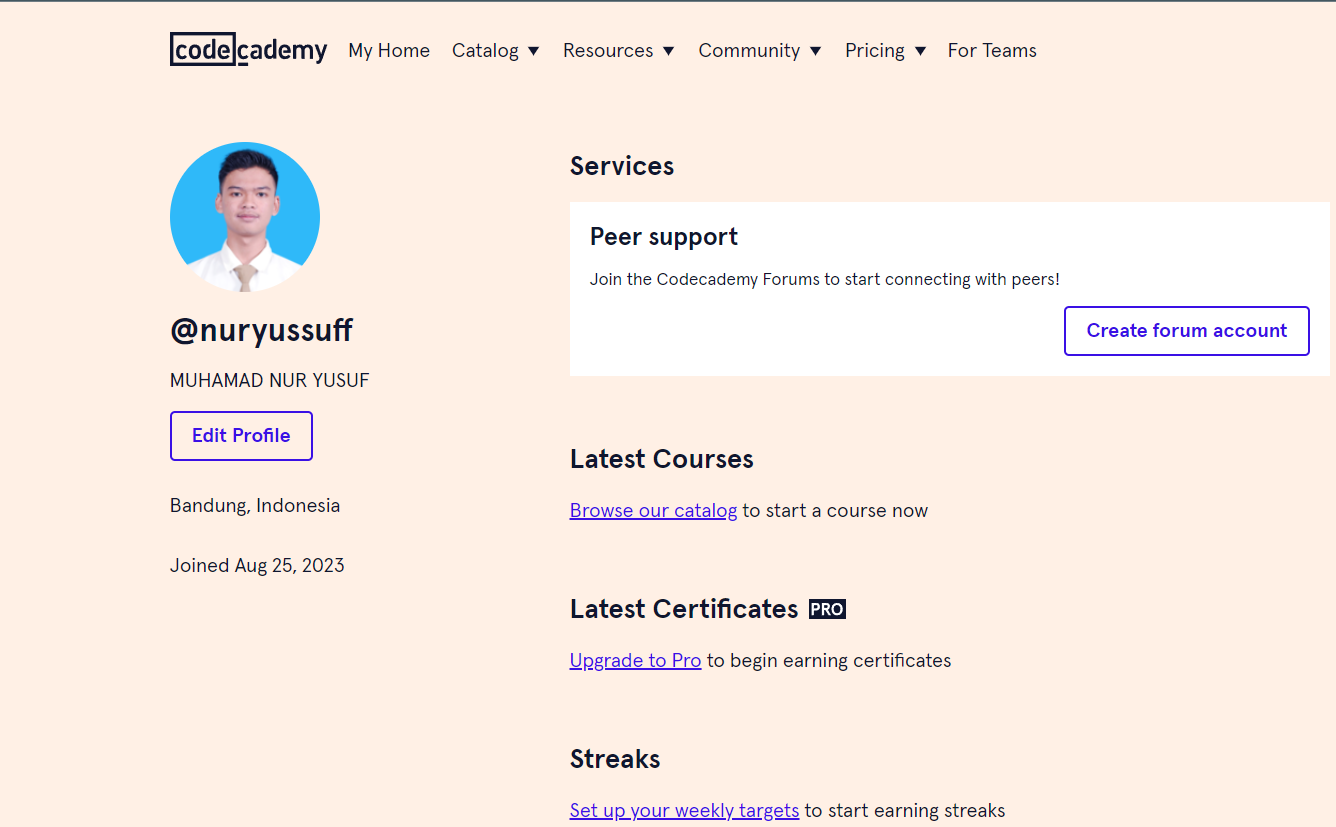 codecademy My Home Catalog Resources Community Pricing For Teams
@nuryussuff
MUHAMAD NUR YUSUF
Edit Profile
Bandung, Indonesia
Joined Aug 25, 2023
Services
Peer support
Join the Codecademy Forums to start connecting with peers!
Create forum account
Latest Courses
Browse our catalog to start a course now
Latest Certificates PRO
Upgrade to Pro to begin earning certificates
Streaks
Set up your weekly targets to start earning streaks